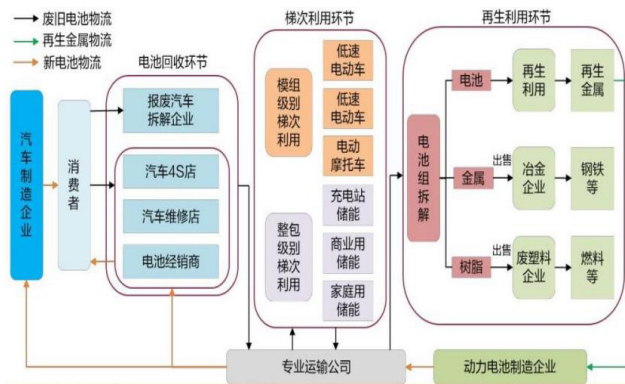 废旧电池物流
再生金属物流
新电池物流
电池回收环节
梯次利用环节
再生利用环节
汽车制造企业
消费者
报废汽车
拆解企业
汽车4S店
汽车维修店
电池经销商
模组
级别
梯次
利用
低速
电动车
低速
电动车
电动
摩托车
整包
级别
梯次
利用
充电站
储能
商业用
储能
家庭用
储能
电池组拆解
电池
再生
利用
再生
金属
金属
出售
冶金
企业
钢铁
等
树脂
出售
废塑料
企业
燃料
等
专业运输公司
动力电池制造企业